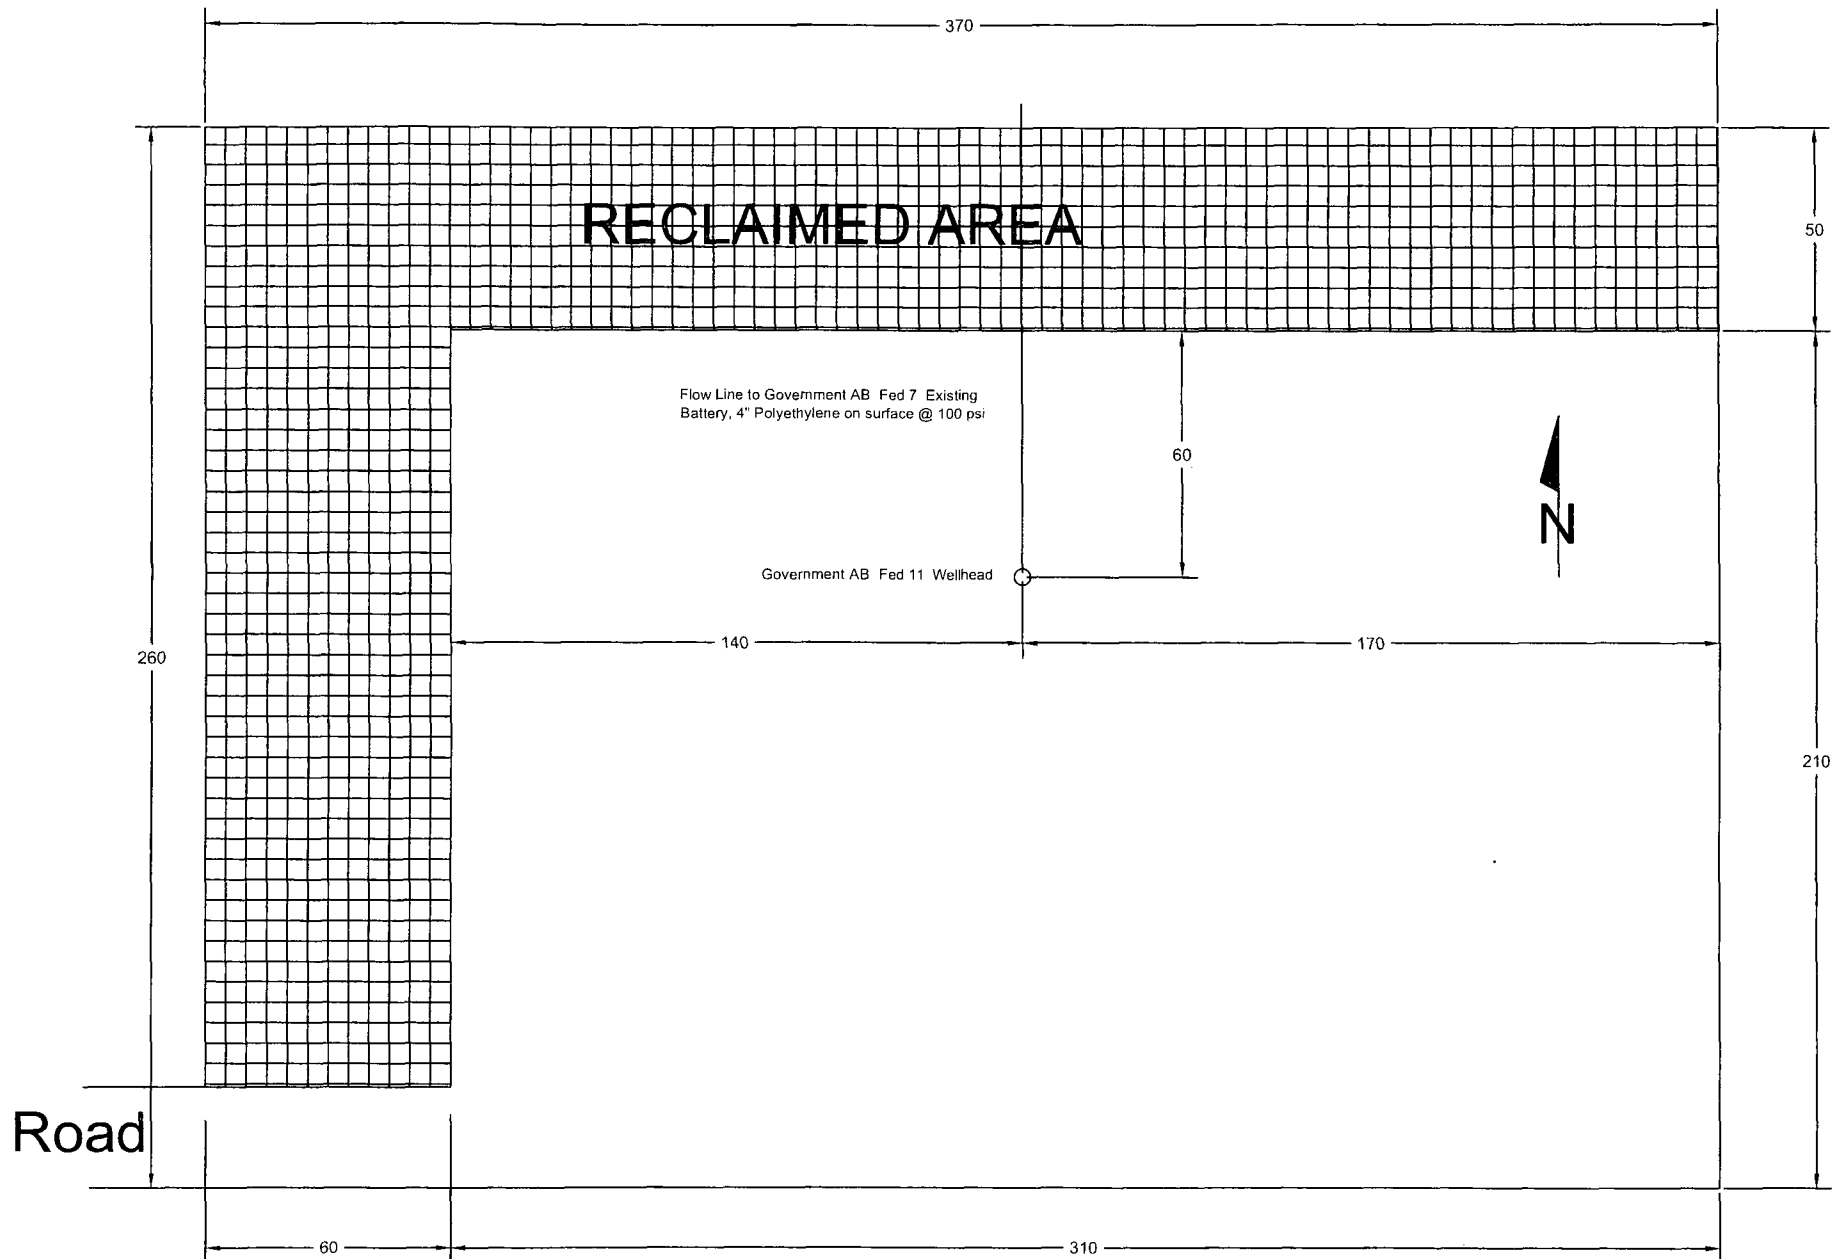 370
RECLAIMED AREA
50
Flow Line to Government AB Fed 7 Existing
Battery, 4" Polyethylene on surface @ 100 psi
60
N
Government AB Fed 11 Wellhead
140
170
260
210
Road
60
310